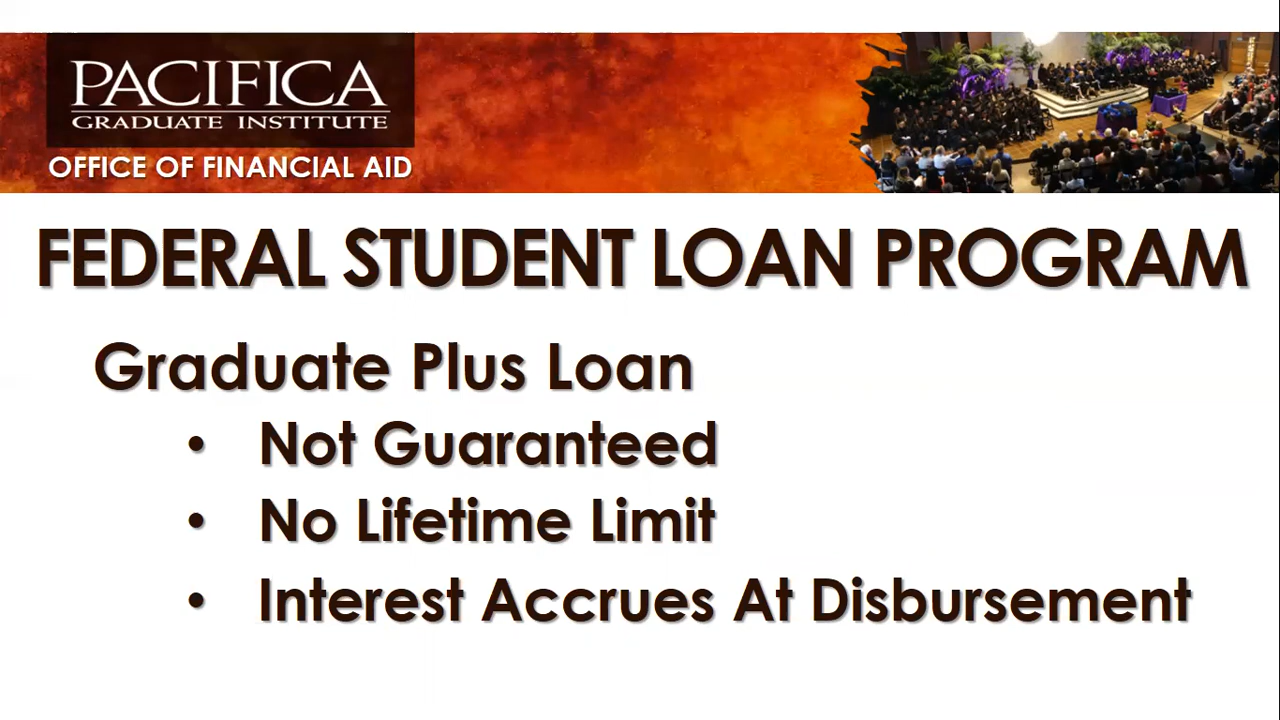 PACIFICA
GRADUATE INSTITUTE
OFFICE OF FINANCIAL AID
FEDERAL STUDENT LOAN PROGRAM
Graduate Plus Loan
• Not Guaranteed
• No Lifetime Limit
• Interest Accrues At Disbursement